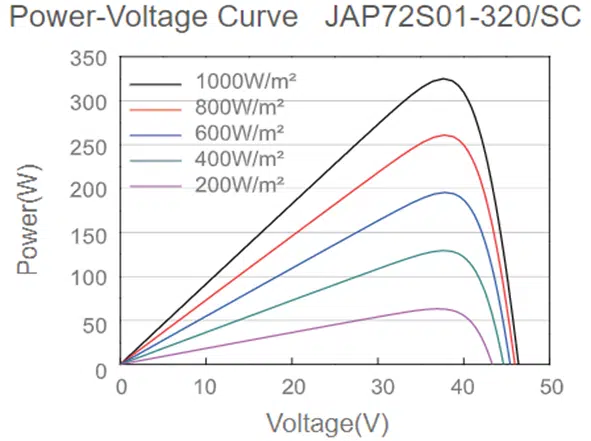 Power-Voltage Curve JAP72S01-320/SC
350
300
250
200
150
100
50
0
Power(W)
1000W/m²
800W/m²
600W/m²
400W/m²
200W/m²
0 10 20 30 40 50
Voltage(V)